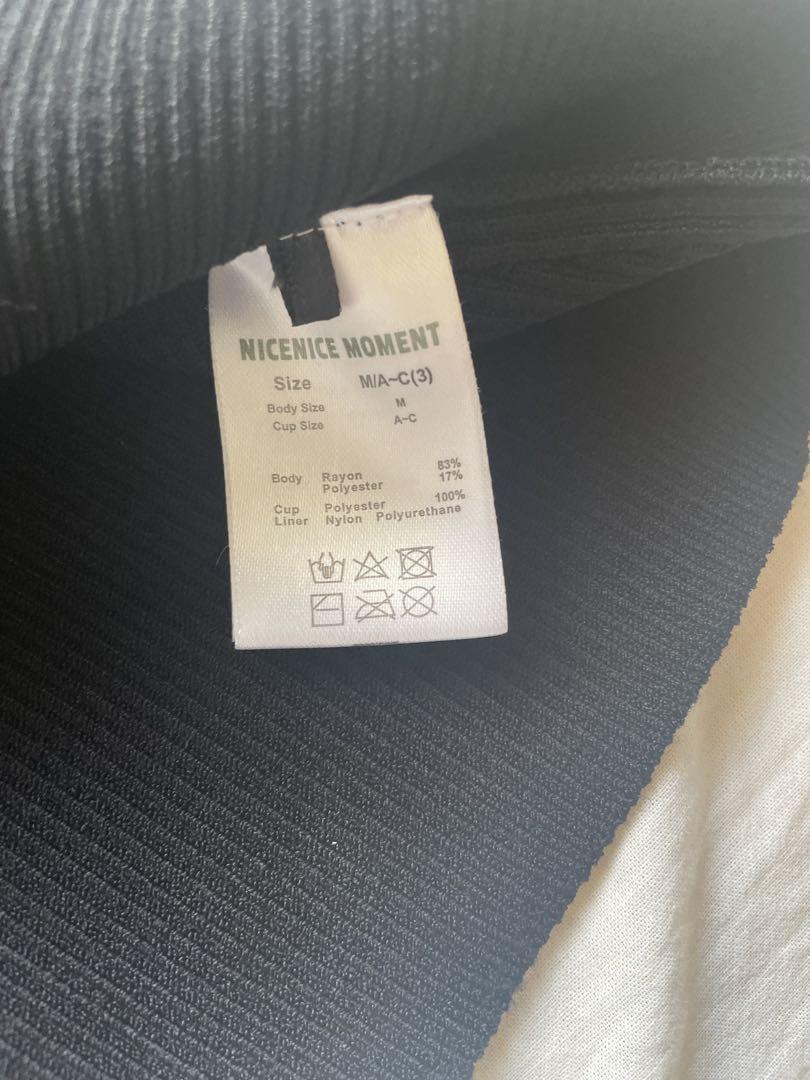 NICENICE MOMENT
Size M/A~C(3)
Body Size M
Cup Size A~C
Body Rayon 83%
Polyester 17%
Cup Polyester 100%
Liner Nylon Polyurethane